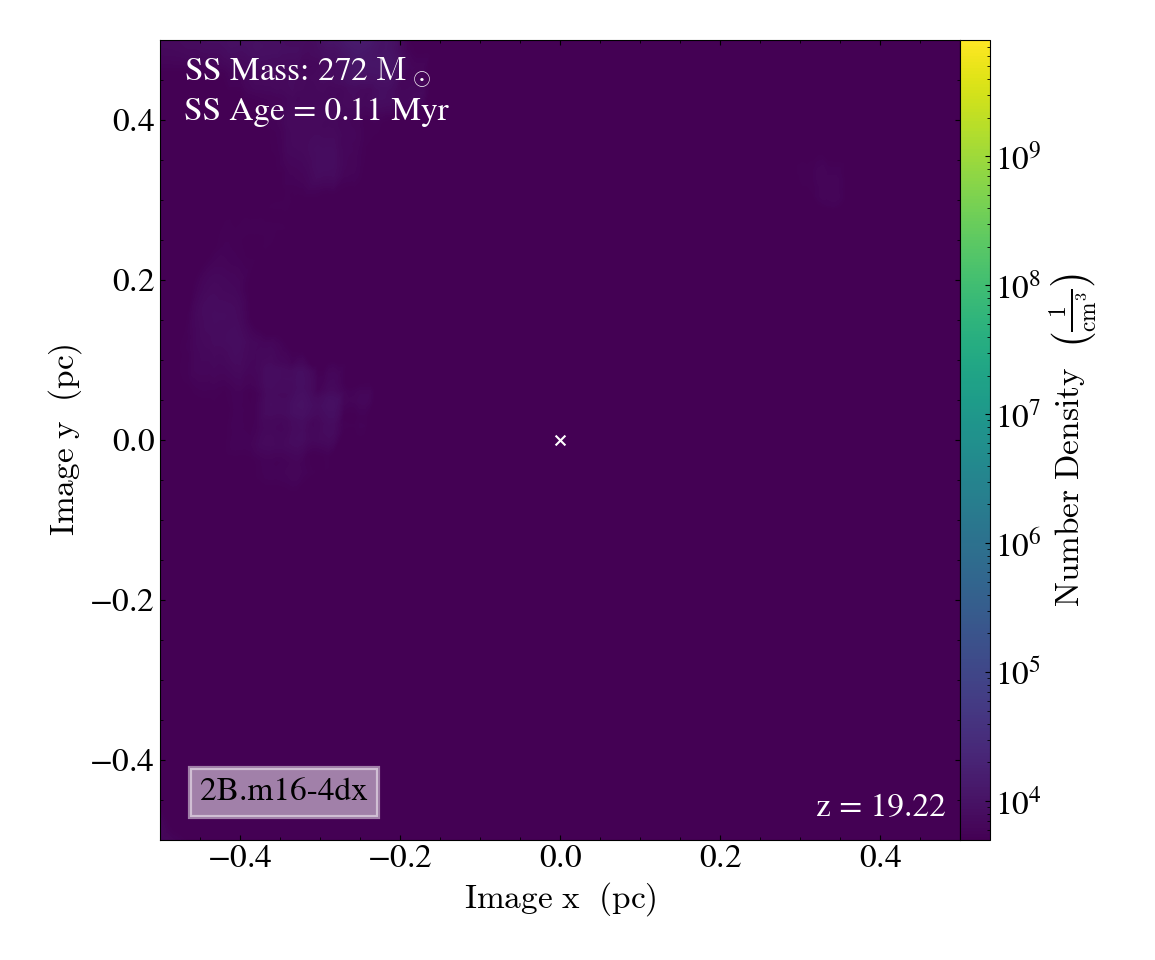 SS Mass: 272 M⊙
SS Age = 0.11 Myr
0.4
0.2
0.0
−0.2
−0.4
Image y (pc)
2B.m16-4dx
z = 19.22
−0.4 −0.2 0.0 0.2 0.4
Image x (pc)
10⁹
10⁸
10⁷
10⁶
10⁵
10⁴
Number Density (1/cm³)